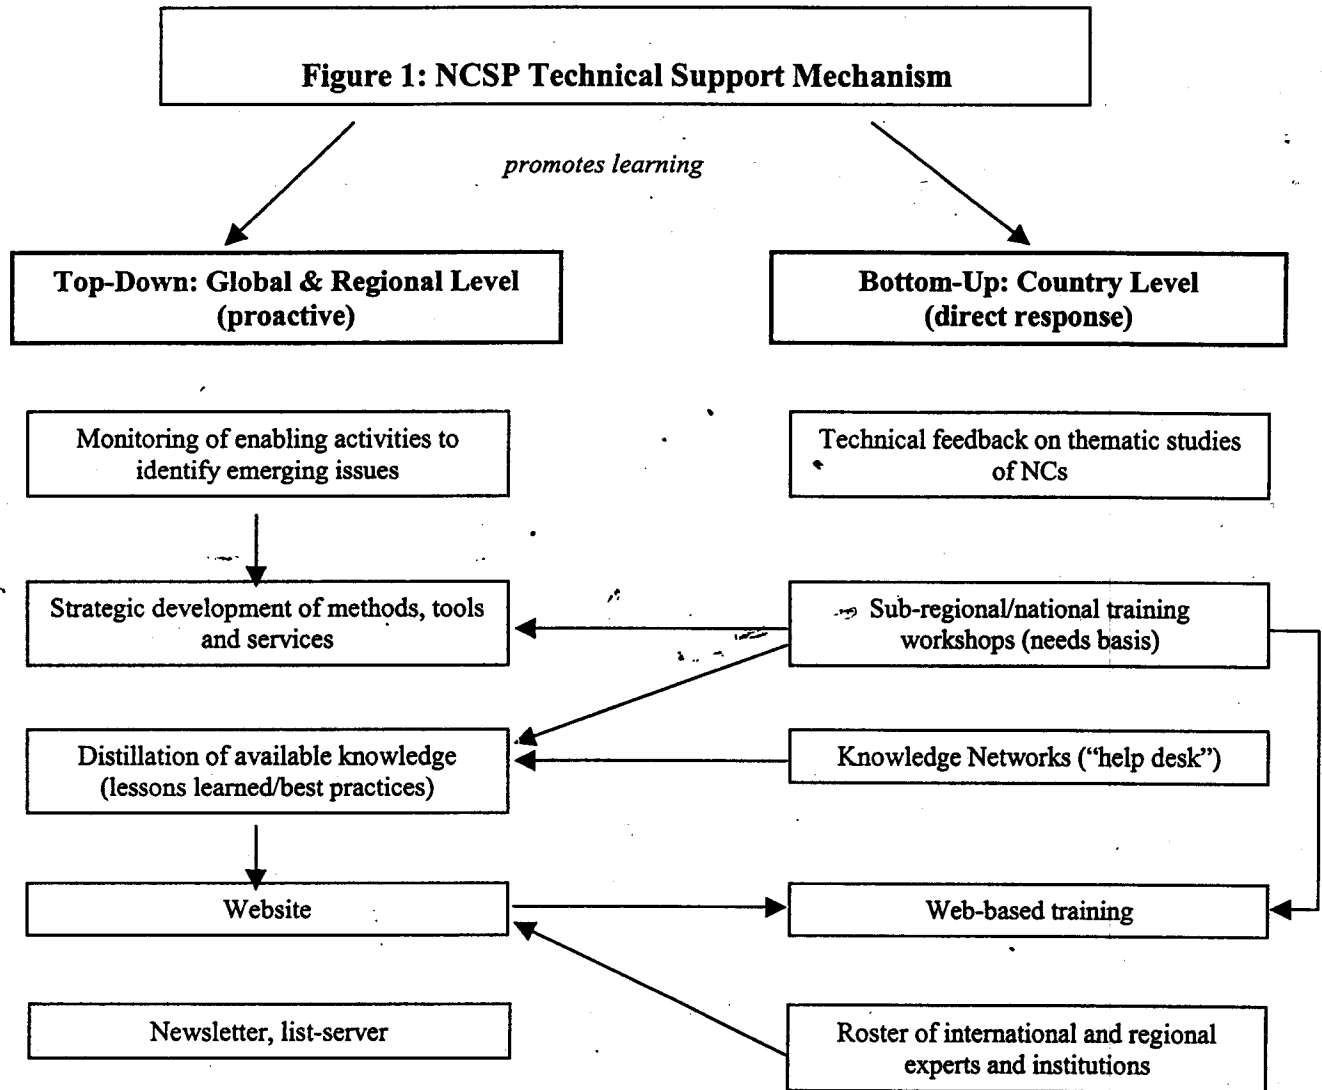 Figure 1: NCSP Technical Support Mechanism
promotes learning
Top-Down: Global & Regional Level
(proactive)
Bottom-Up: Country Level
(direct response)
Monitoring of enabling activities to
identify emerging issues
Technical feedback on thematic studies
of NCs
Strategic development of methods, tools
and services
Sub-regional/national training
workshops (needs basis)
Distillation of available knowledge
(lessons learned/best practices)
Knowledge Networks (“help desk”)
Website
Web-based training
Newsletter, list-server
Roster of international and regional
experts and institutions